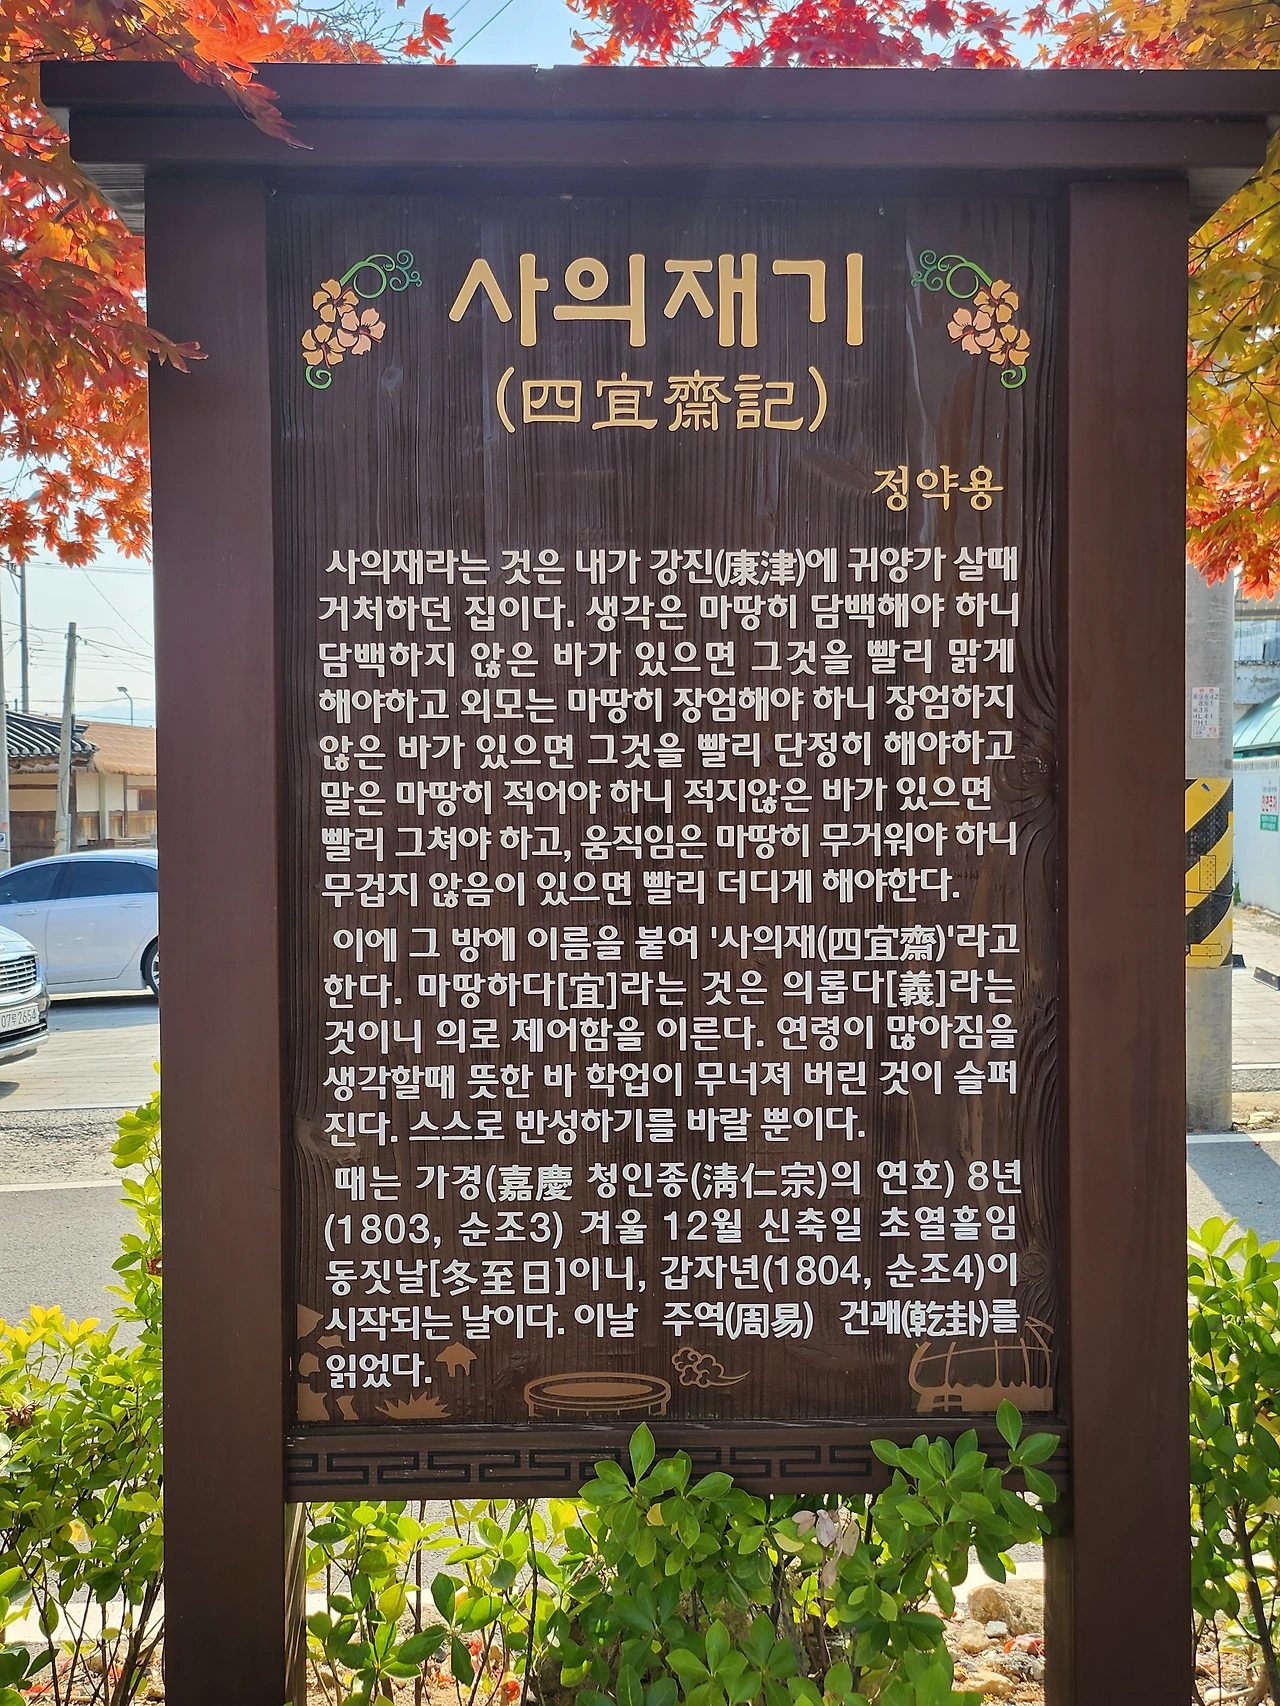 사의재기
(四宜齋記)
정약용
사의재라는 것은 내가 강진(康津)에 귀양가 살때
거처하던 집이다. 생각은 마땅히 담백해야 하니
담백하지 않은 바가 있으면 그것을 빨리 맑게
해야하고 외모는 마땅히 장엄해야 하니 장엄하지
않은 바가 있으면 그것을 빨리 단정히 해야하고
말은 마땅히 적어야 하니 적지않은 바가 있으면
빨리 그쳐야 하고, 움직임은 마땅히 무거워야 하니
무겁지 않음이 있으면 빨리 더디게 해야한다.
이에 그 방에 이름을 붙여 '사의재(四宜齋)'라고
한다. 마땅하다[宜]라는 것은 의롭다[義]라는
것이니 의로 제어함을 이른다. 연령이 많아짐을
생각할때 뜻한 바 학업이 무너져 버린 것이 슬퍼
진다. 스스로 반성하기를 바랄 뿐이다.
때는 가경(嘉慶 청인종(淸仁宗)의 연호) 8년
(1803, 순조3) 겨울 12월 신축일 초열흘임
동짓날[冬至日]이니, 갑자년(1804, 순조4)이
시작되는 날이다. 이날 주역(周易) 건괘(乾卦)를
읽었다.
07루2654